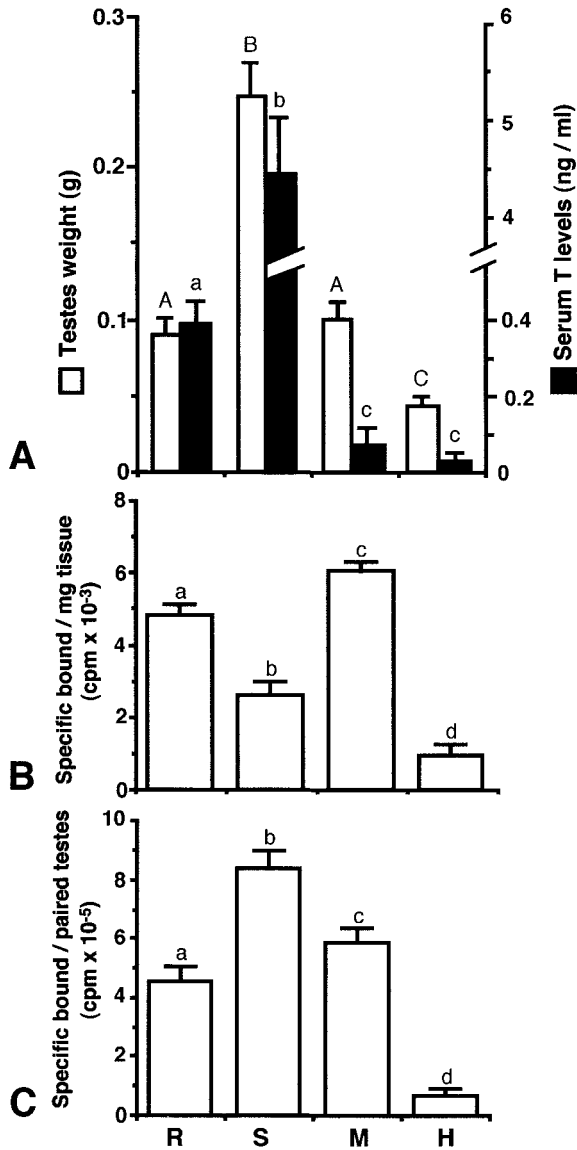 0.3
0.2
0.1
0
Testes weight (g)
A
A
a
B
b
A
c
C
c
6
5
4
0.4
0.2
0
Serum T levels (ng / ml)
8
6
4
2
0
Specific bound / mg tissue
(cpm x 10-3)
B
a
b
c
d
10
8
6
4
2
0
Specific bound / paired testes
(cpm x 10-5)
C
a
b
c
d
R S M H